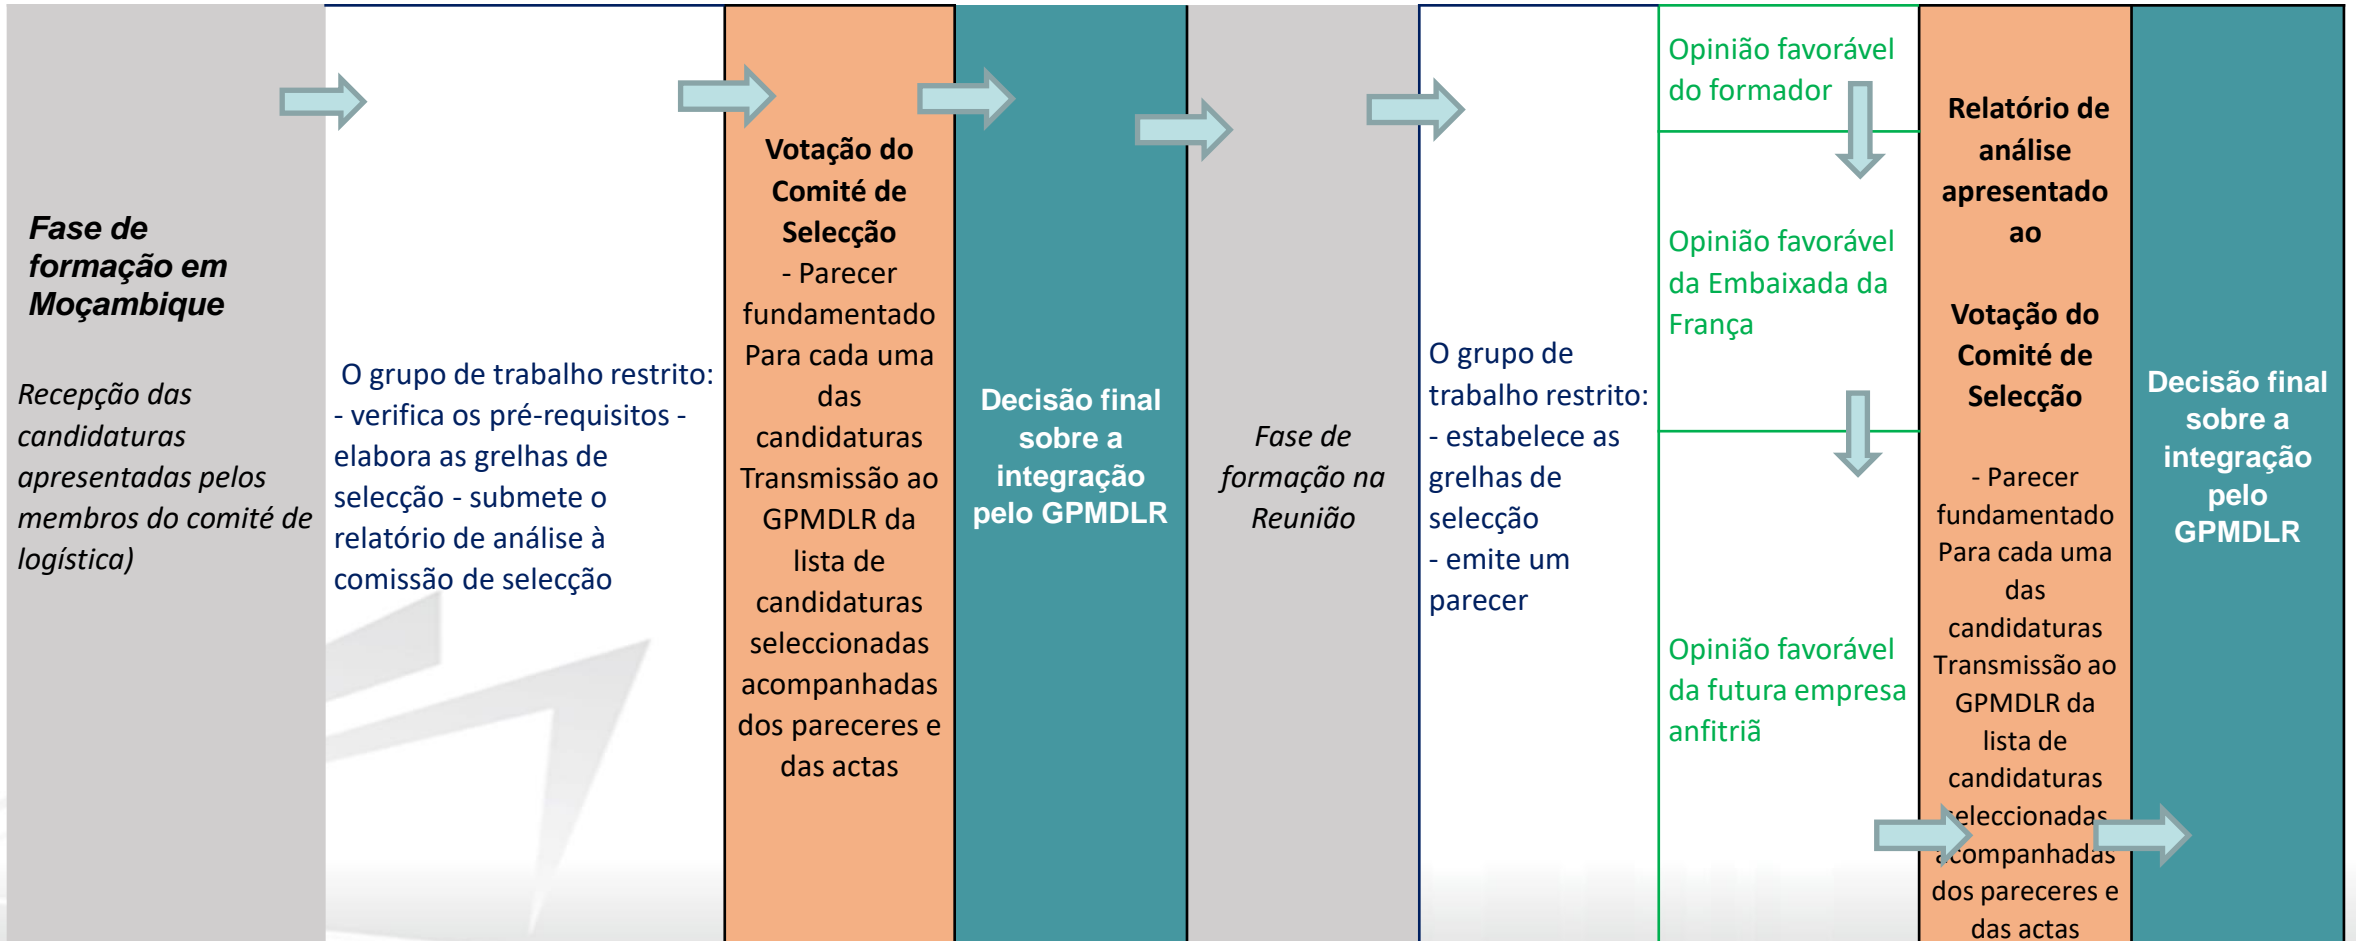 Fase de
formação em
Moçambique
Recepção das
candidaturas
apresentadas pelos
membros do comité de
logística)
O grupo de trabalho restrito:
- verifica os pré-requisitos -
elabora as grelhas de
selecção - submete o
relatório de análise à
comissão de selecção
Votação do
Comité de
Selecção
- Parecer
fundamentado
Para cada uma
das
candidaturas
Transmissão ao
GPMDLR da
lista de
candidaturas
seleccionadas
acompanhadas
dos pareceres e
das actas
Decisão final
sobre a
integração
pelo GPMDLR
Fase de
formação na
Reunião
O grupo de
trabalho restrito:
- estabelece as
grelhas de
selecção
- emite um
parecer
Opinião favorável
do formador
Opinião favorável
da Embaixada da
França
Opinião favorável
da futura empresa
anfitriã
Relatório de
análise
apresentado
ao
Votação do
Comité de
Selecção
- Parecer
fundamentado
Para cada uma
das
candidaturas
Transmissão ao
GPMDLR da
lista de
candidaturas
seleccionadas
acompanhadas
dos pareceres e
das actas
Decisão final
sobre a
integração
pelo
GPMDLR